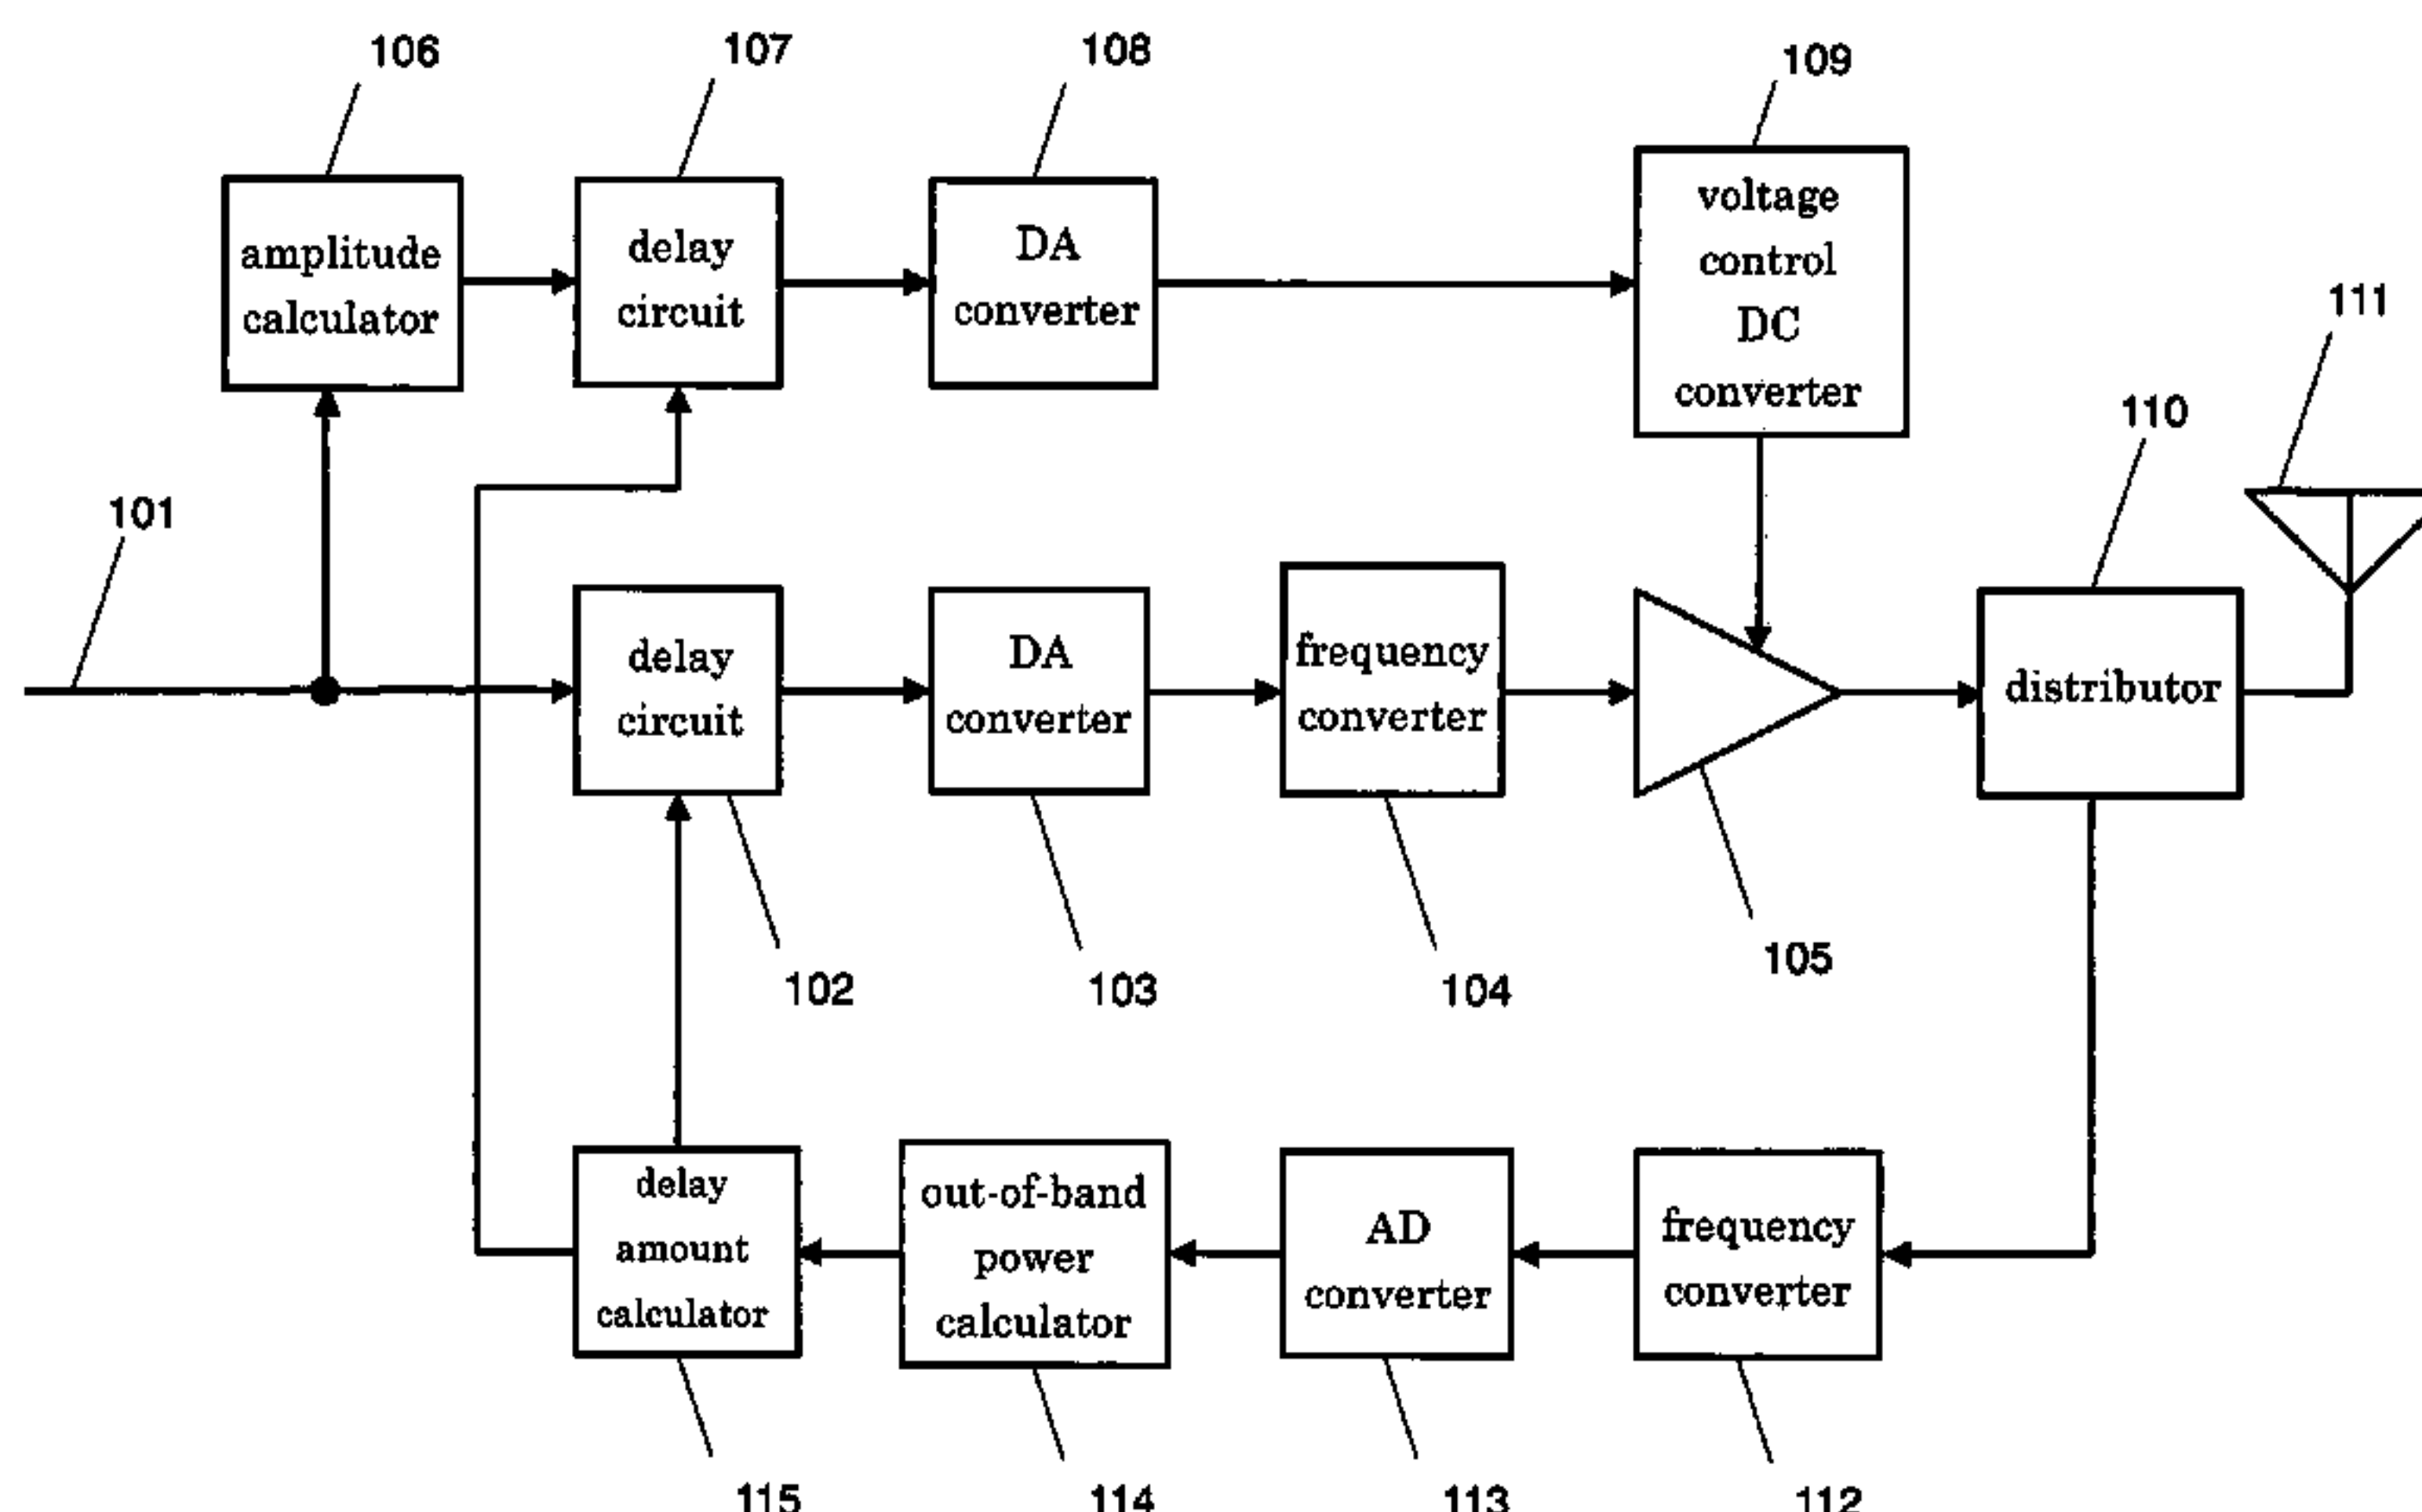 106
107
108
109
amplitude
calculator
delay
circuit
DA
converter
voltage
control
DC
converter
111
110
101
delay
circuit
DA
converter
frequency
converter
distributor
102
103
104
105
delay
amount
calculator
out-of-band
power
calculator
AD
converter
frequency
converter
115
114
113
112